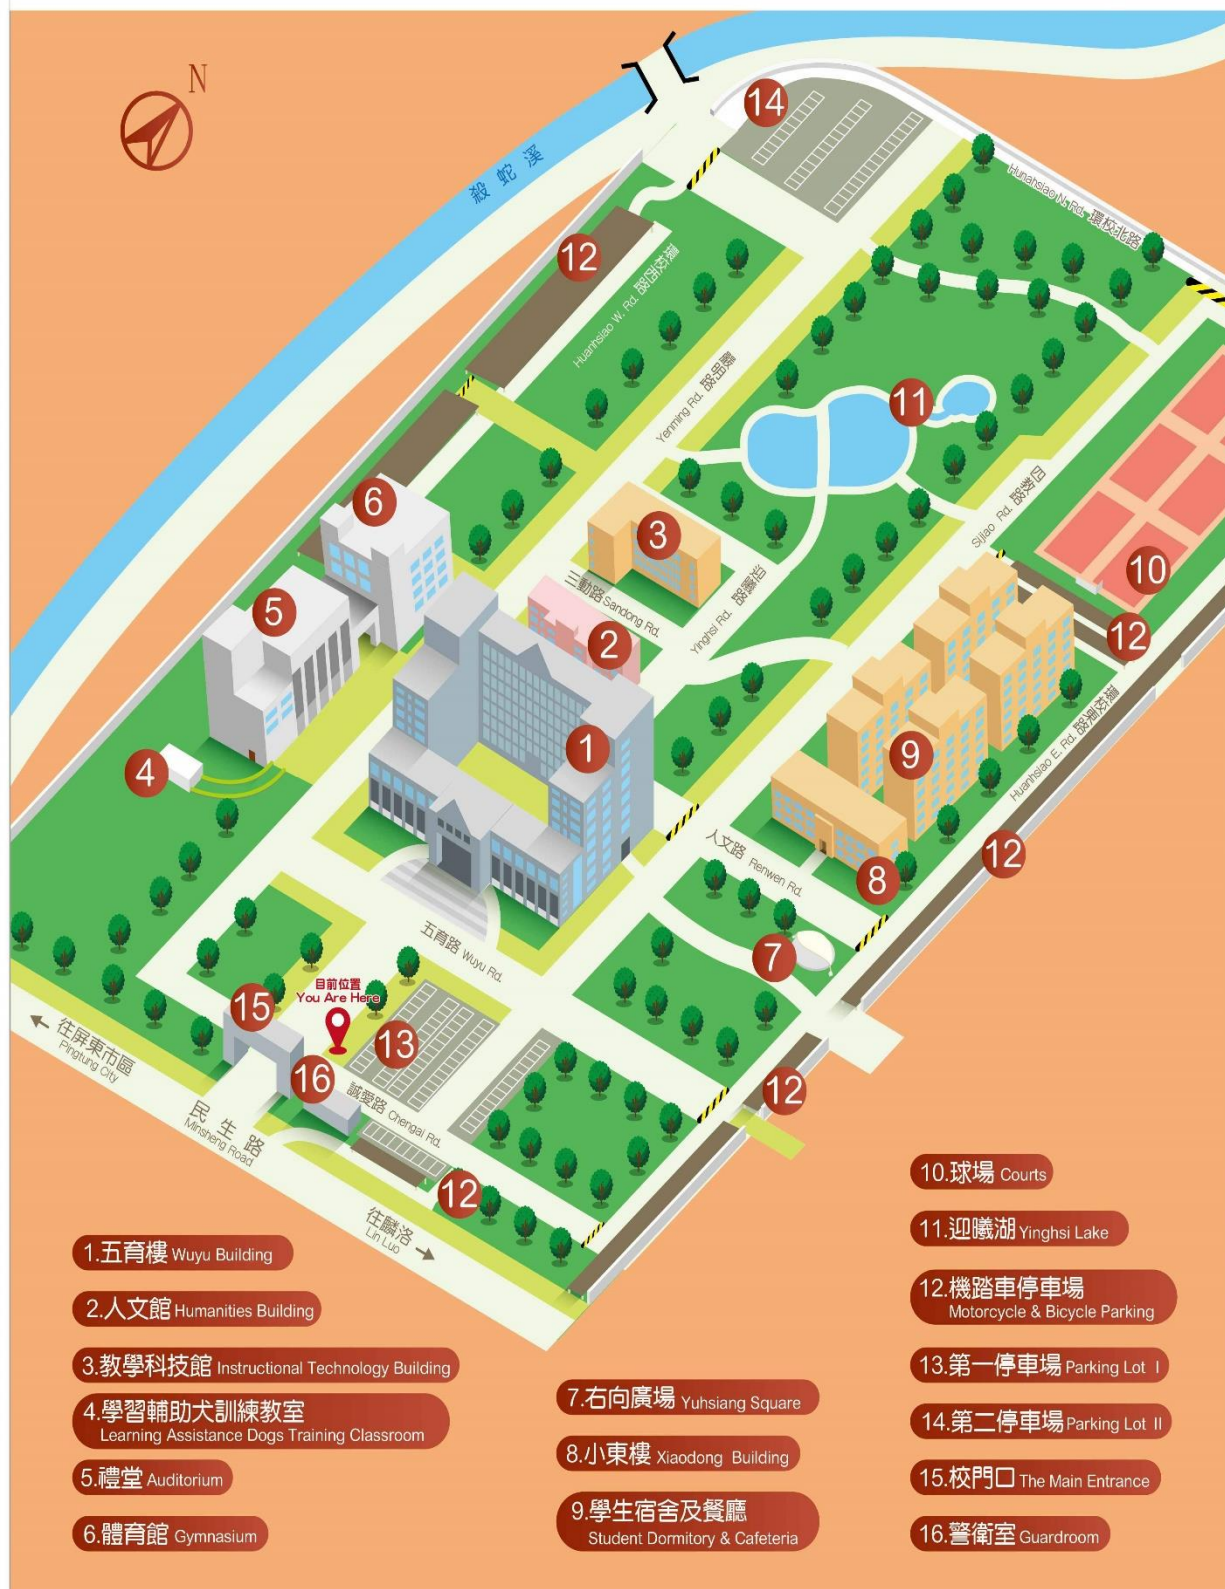 N
14
殺蛇溪
Hunahsiao N. Rd. 環校北路
12
Huanhsiao W. Rd. 環校西路
Yenming Rd. 嚴明路
11
6
3
Sijiao Rd. 四教路
10
5
三動路 Sandong Rd.
Yinghsi Rd. 迎曦路
12
2
1
9
Huanhsiao E. Rd. 環校東路
4
人文路 Renwen Rd.
12
8
五育路 Wuyu Rd.
7
目前位置
You Are Here
15
13
往屏東市區
Pingtung City
16
誠愛路 Chengai Rd.
12
民生路
Minsheng Road
12
往麟洛
Lin Luo
1.五育樓 Wuyu Building
2.人文館 Humanities Building
3.教學科技館 Instructional Technology Building
4.學習輔助犬訓練教室
Learning Assistance Dogs Training Classroom
5.禮堂 Auditorium
6.體育館 Gymnasium
7.右向廣場 Yuhsiang Square
8.小東樓 Xiaodong Building
9.學生宿舍及餐廳
Student Dormitory & Cafeteria
10.球場 Courts
11.迎曦湖 Yinghsi Lake
12.機踏車停車場
Motorcycle & Bicycle Parking
13.第一停車場 Parking Lot I
14.第二停車場 Parking Lot II
15.校門口 The Main Entrance
16.警衛室 Guardroom